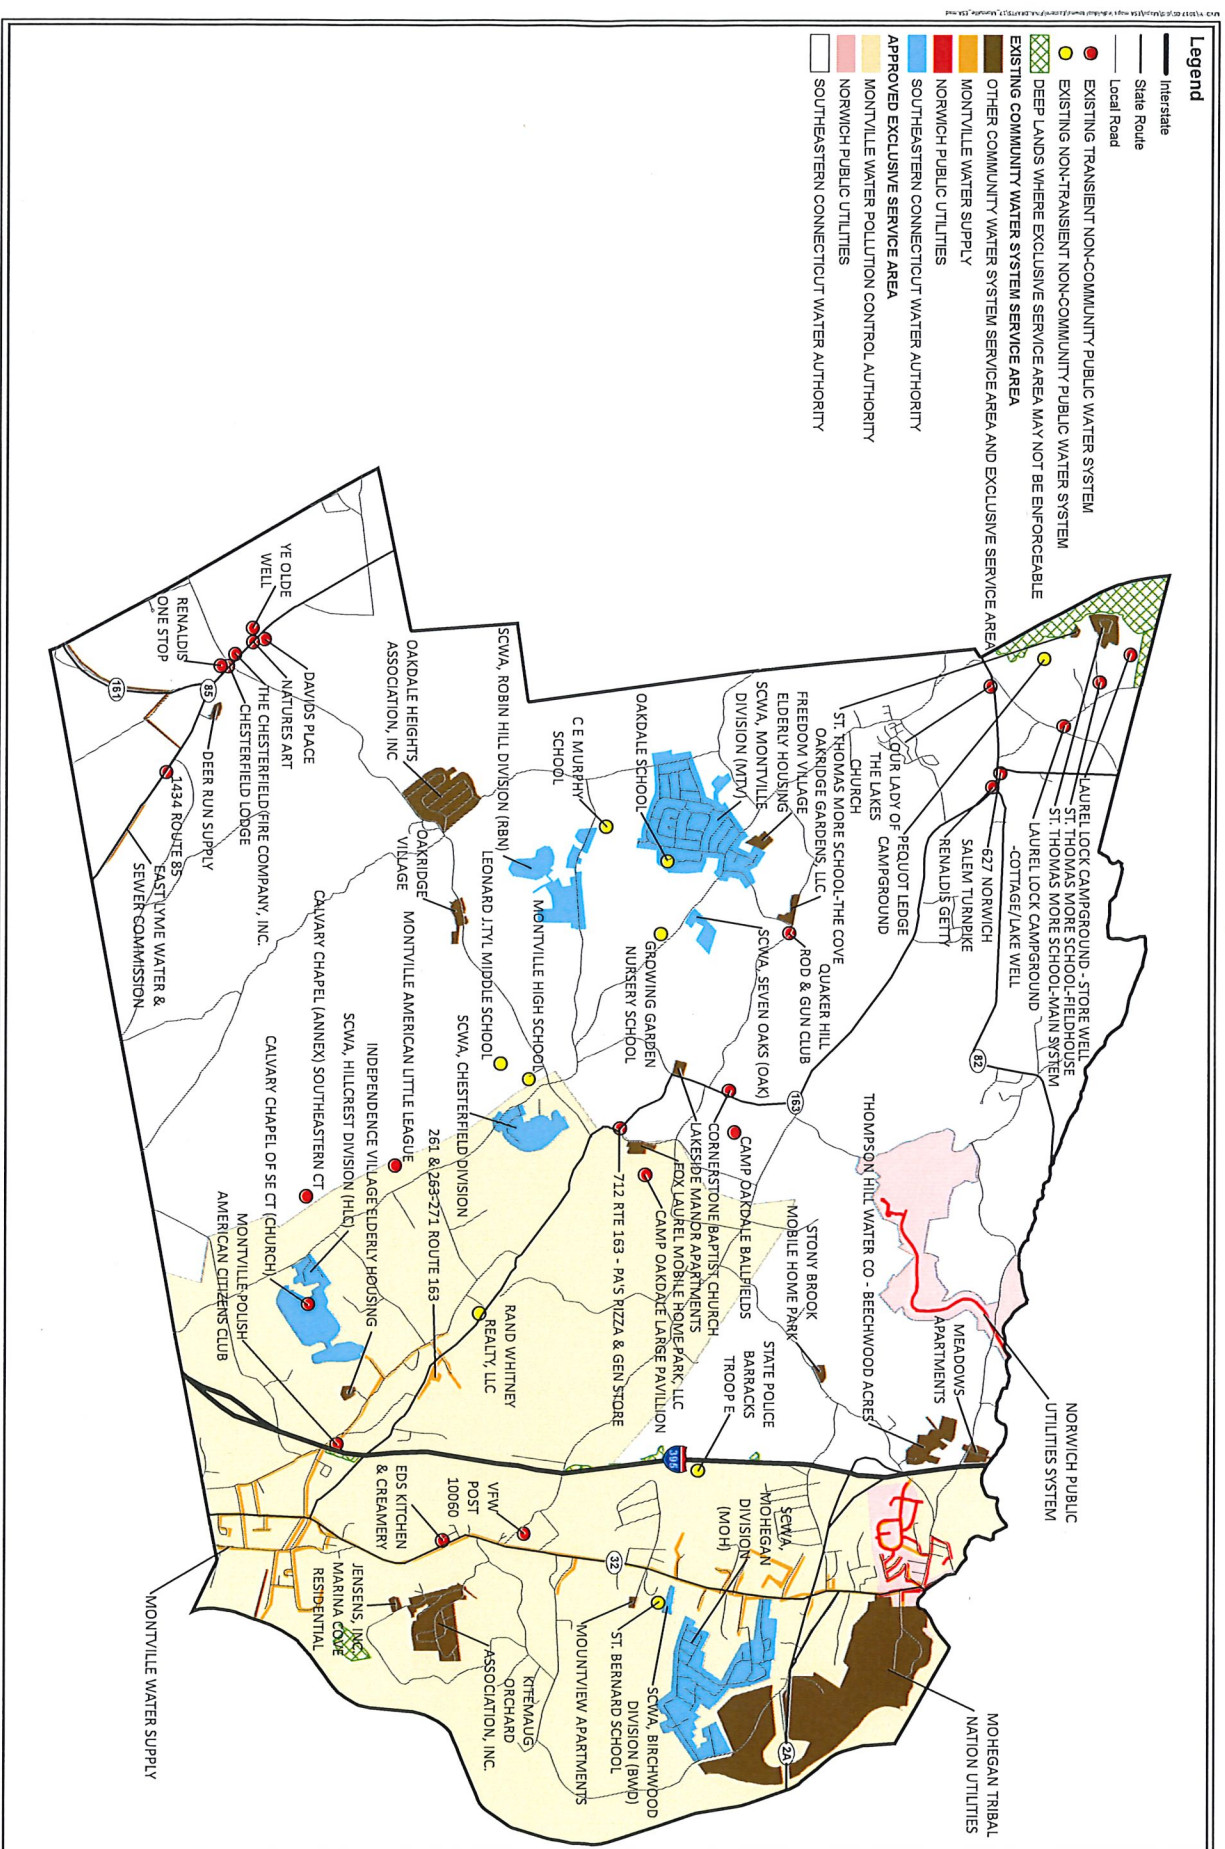 Legend
Interstate
State Route
Local Road
EXISTING TRANSIENT NON-COMMUNITY PUBLIC WATER SYSTEM
EXISTING NON-TRANSIENT NON-COMMUNITY PUBLIC WATER SYSTEM
DEEP LANDS WHERE EXCLUSIVE SERVICE AREA MAY NOT BE ENFORCEABLE
EXISTING COMMUNITY WATER SYSTEM SERVICE AREA
OTHER COMMUNITY WATER SYSTEM SERVICE AREA AND EXCLUSIVE SERVICE AREA
MONTVILLE WATER SUPPLY
NORWICH PUBLIC UTILITIES
SOUTHEASTERN CONNECTICUT WATER AUTHORITY
APPROVED EXCLUSIVE SERVICE AREA
MONTVILLE WATER POLLUTION CONTROL AUTHORITY
NORWICH PUBLIC UTILITIES
SOUTHEASTERN CONNECTICUT WATER AUTHORITY
LAUREL LOCK CAMPGROUND - STORE WELL
ST. THOMAS MORE SCHOOL-FIELDHOUSE
ST. THOMAS MORE SCHOOL-MAIN SYSTEM
LAUREL LOCK CAMPGROUND
-COTTAGE/LAKE WELL
627 NORWICH
SALEM TURNPIKE
RENALDIS GETTY
PEQUOT LEDGE
CAMPGROUND
OUR LADY OF
THE LAKES
CHURCH
ST. THOMAS MORE SCHOOL-THE COVE
OAKRIDGE GARDENS, LLC
FREEDOM VILLAGE
ELDERLY HOUSING
SCWA, MONTVILLE
DIVISION (MTV)
QUAKER HILL
ROD & GUN CLUB
SCWA, SEVEN OAKS (OAK)
OAKDALE SCHOOL
GROWING GARDEN
NURSERY SCHOOL
C E MURPHY
SCHOOL
SCWA, ROBIN HILL DIVISION (RBN)
MONTVILLE HIGH SCHOOL
LEONARD J.TYL MIDDLE SCHOOL
OAKDALE HEIGHTS
ASSOCIATION, INC
OAKRIDGE
VILLAGE
MONTVILLE AMERICAN LITTLE LEAGUE
CALVARY CHAPEL (ANNEX) SOUTHEASTERN CT
YE OLDE
WELL
DAVIDS PLACE
NATURES ART
THE CHESTERFIELD FIRE COMPANY, INC.
CHESTERFIELD LODGE
RENALDIS
ONE STOP
DEER RUN SUPPLY
1434 ROUTE 85
EAST LYME WATER &
SEWER COMMISSION
161
85
82
163
THOMPSON HILL WATER CO - BEECHWOOD ACRES
NORWICH PUBLIC
UTILITIES SYSTEM
MEADOWS
APARTMENTS
STONY BROOK
MOBILE HOME PARK
STATE POLICE
BARRACKS
TROOP E
CAMP OAKDALE BALLFIELDS
CORNERSTONE BAPTIST CHURCH
LAKESIDE MANOR APARTMENTS
FOX LAUREL MOBILE HOME PARK, LLC
CAMP OAKDALE LARGE PAVILLION
712 RTE 163 - PA'S PIZZA & GEN STORE
RAND WHITNEY
REALTY, LLC
SCWA, CHESTERFIELD DIVISION
261 & 263-271 ROUTE 163
INDEPENDENCE VILLAGE ELDERLY HOUSING
SCWA, HILLCREST DIVISION (HLC)
CALVARY CHAPEL OF SE CT (CHURCH)
MONTVILLE POLISH
AMERICAN CITIZENS CLUB
395
32
2A
SCWA,
MOHEGAN
DIVISION
(MOH)
VFW
POST
10060
EDS KITCHEN
& CREAMERY
JENSENS, INC
MARINA COVE
RESIDENTIAL
KITEMAUG
ORCHARD
ASSOCIATION, INC.
MOUNTVIEW APARTMENTS
ST. BERNARD SCHOOL
SCWA, BIRCHWOOD
DIVISION (BWD)
MOHEGAN TRIBAL
NATION UTILITIES
MONTVILLE WATER SUPPLY